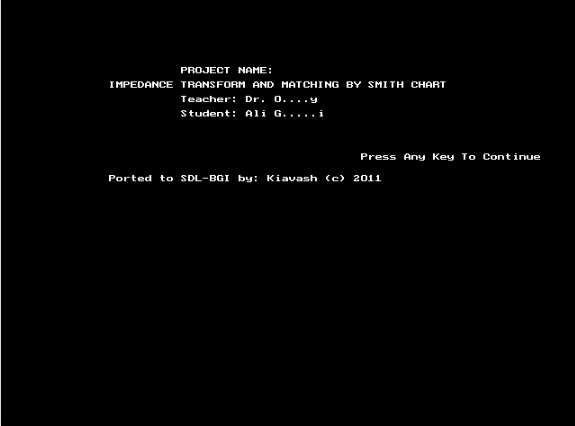 PROJECT NAME:
IMPEDANCE TRANSFORM AND MATCHING BY SMITH CHART
Teacher: Dr. O....y
Student: Ali G.....i
Press Any Key To Continue
Ported to SDL-BGI by: Kiavash (c) 2011